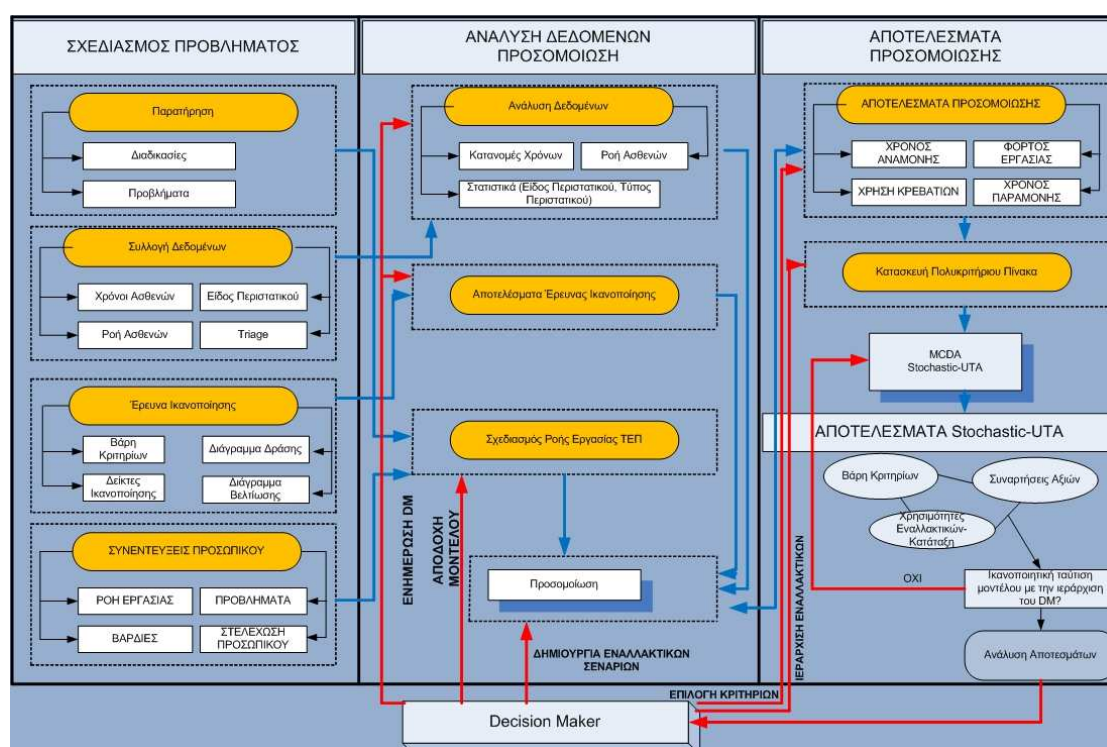 ΣΧΕΔΙΑΣΜΟΣ ΠΡΟΒΛΗΜΑΤΟΣ
Παρατήρηση
Διαδικασίες
Προβλήματα
Συλλογή Δεδομένων
Χρόνοι Ασθενών
Είδος Περιστατικού
Ροή Ασθενών
Triage
Έρευνα Ικανοποίησης
Βάρη
Κριτηρίων
Διάγραμμα Δράσης
Δείκτες
Ικανοποίησης
Διάγραμμα
Βελτίωσης
ΣΥΝΕΝΤΕΥΞΕΙΣ ΠΡΟΣΩΠΙΚΟΥ
ΡΟΗ ΕΡΓΑΣΙΑΣ
ΠΡΟΒΛΗΜΑΤΑ
ΒΑΡΔΙΕΣ
ΣΤΕΛΕΧΩΣΗ
ΠΡΟΣΩΠΙΚΟΥ
ΑΝΑΛΥΣΗ ΔΕΔΟΜΕΝΩΝ
ΠΡΟΣΟΜΟΙΩΣΗ
Ανάλυση Δεδομένων
Κατανομές Χρόνων
Ροή Ασθενών
Στατιστικά (Είδος Περιστατικού, Τύπος
Περιστατικού)
Αποτελέσματα Έρευνας Ικανοποίησης
Σχεδιασμός Ροής Εργασίας ΤΕΠ
ΕΝΗΜΕΡΩΣΗ DM
ΑΠΟΔΟΧΗ
ΜΟΝΤΕΛΟΥ
Προσομοίωση
ΔΗΜΙΟΥΡΓΙΑ ΕΝΑΛΛΑΚΤΙΚΩΝ
ΣΕΝΑΡΙΩΝ
ΑΠΟΤΕΛΕΣΜΑΤΑ
ΠΡΟΣΟΜΟΙΩΣΗΣ
ΑΠΟΤΕΛΕΣΜΑΤΑ ΠΡΟΣΟΜΟΙΩΣΗΣ
ΧΡΟΝΟΣ
ΑΝΑΜΟΝΗΣ
ΦΟΡΤΟΣ
ΕΡΓΑΣΙΑΣ
ΧΡΗΣΗ ΚΡΕΒΑΤΙΩΝ
ΧΡΟΝΟΣ
ΠΑΡΑΜΟΝΗΣ
Κατασκευή Πολυκριτήριου Πίνακα
MCDA
Stochastic-UTA
ΑΠΟΤΕΛΕΣΜΑΤΑ Stochastic-UTA
Βάρη Κριτηρίων
Συναρτήσεις Αξιών
Χρησιμότητες
Εναλλακτικών-
Κατάταξη
ΟΧΙ
Ικανοποιητική ταύτιση
μοντέλου με την ιεράρχιση
του DM?
Ανάλυση Αποτεσμάτων
ΙΕΡΑΡΧΙΣΗ ΕΝΑΛΛΑΚΤΙΚΩΝ
ΕΠΙΛΟΓΗ ΚΡΙΤΗΡΙΩΝ
Decision Maker